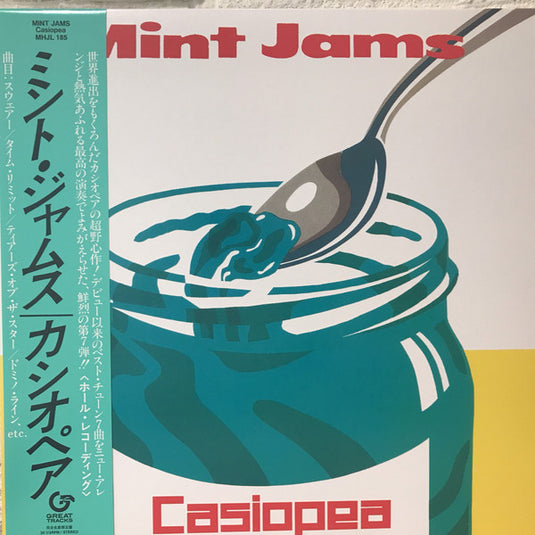 MINT JAMS
Casiopea
MHJL 185
Mint Jams
世界進出をもくろんだカシオペアの超野心作！デビュー以来のベスト・チューン7曲をニュー・アレ
ンジと熱気あふれる最高の演奏でよみがえらせた、鮮烈の第7弾!!〈ホール・レコーディング〉
ミント・ジャムス|カシオペア
曲目：スウェアー/タイム・リミット/ティアーズ・オブ・ザ・スター/ドミノ・ライン、etc.
GREAT
TRACKS
完全生産限定盤
Casiopea